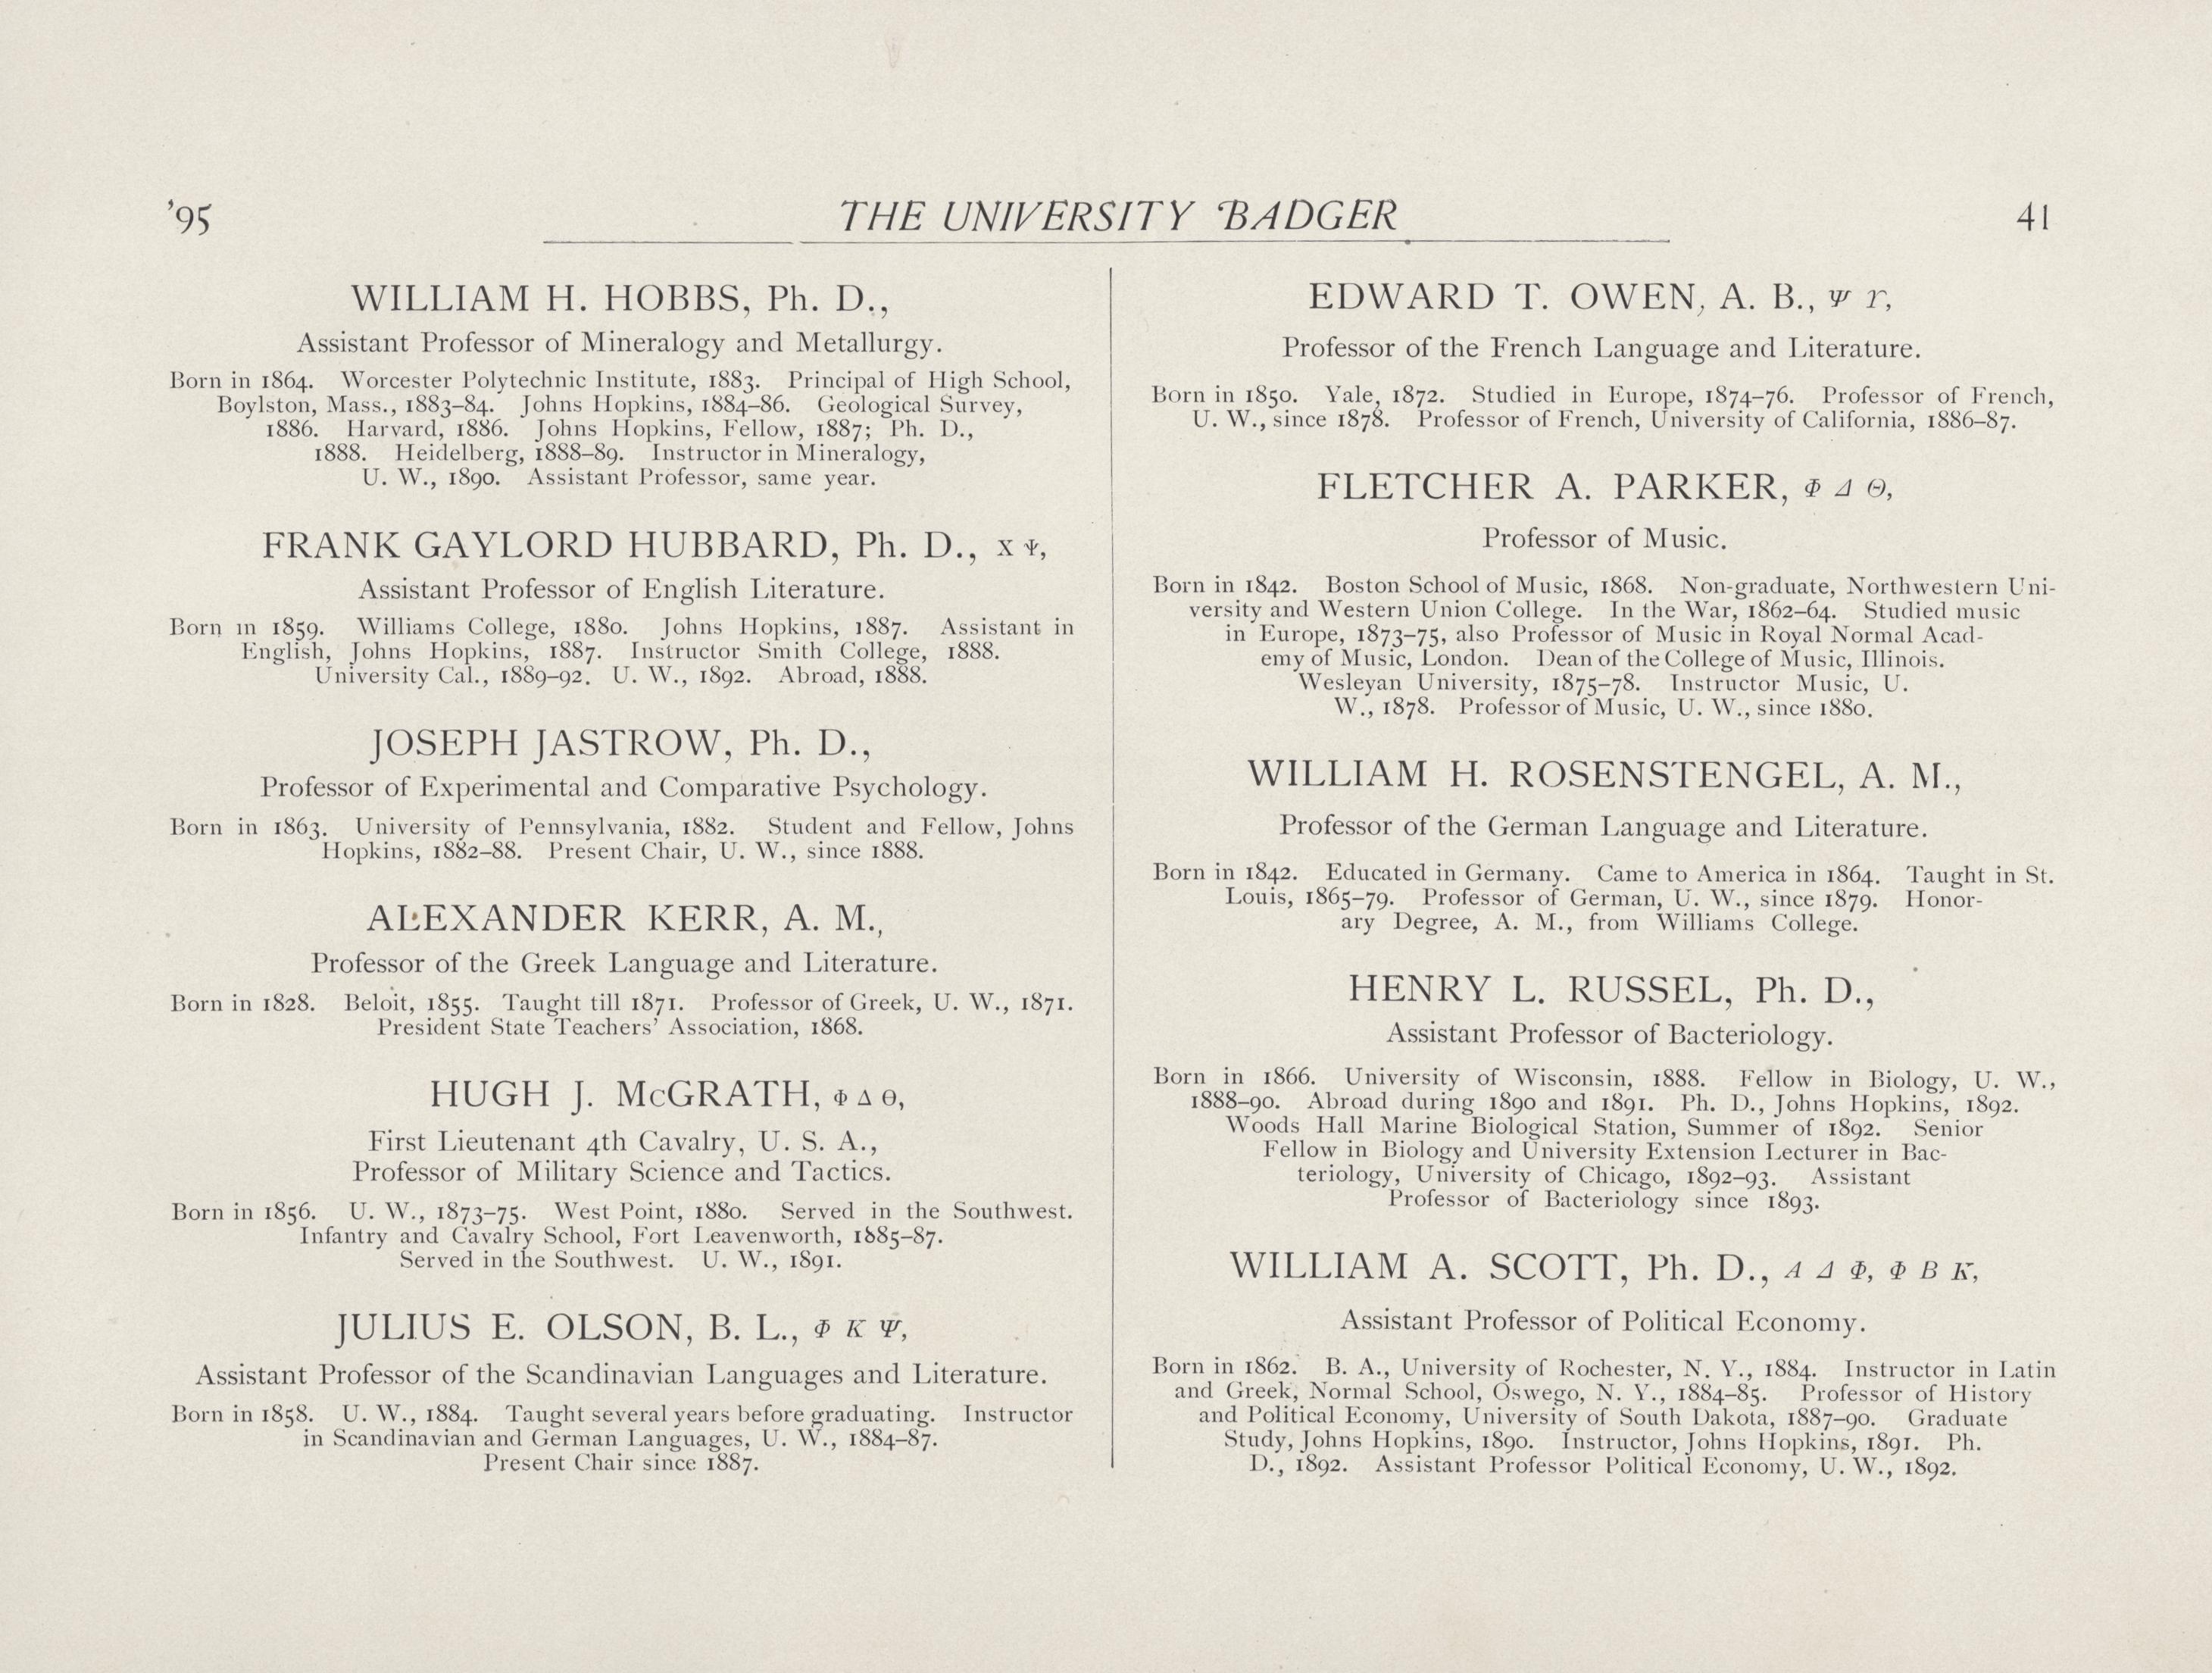 '95
THE UNIVERSITY BADGER
41
WILLIAM H. HOBBS, Ph. D.,
Assistant Professor of Mineralogy and Metallurgy.
Born in 1864. Worcester Polytechnic Institute, 1883. Principal of High School,
Boylston, Mass., 1883–84. Johns Hopkins, 1884–86. Geological Survey,
1886. Harvard, 1886. Johns Hopkins, Fellow, 1887; Ph. D.,
1888. Heidelberg, 1888–89. Instructor in Mineralogy,
U. W., 1890. Assistant Professor, same year.
FRANK GAYLORD HUBBARD, Ph. D., Χ Ψ,
Assistant Professor of English Literature.
Born in 1859. Williams College, 1880. Johns Hopkins, 1887. Assistant in
English, Johns Hopkins, 1887. Instructor Smith College, 1888.
University Cal., 1889–92. U. W., 1892. Abroad, 1888.
JOSEPH JASTROW, Ph. D.,
Professor of Experimental and Comparative Psychology.
Born in 1863. University of Pennsylvania, 1882. Student and Fellow, Johns
Hopkins, 1882–88. Present Chair, U. W., since 1888.
ALEXANDER KERR, A. M.,
Professor of the Greek Language and Literature.
Born in 1828. Beloit, 1855. Taught till 1871. Professor of Greek, U. W., 1871.
President State Teachers' Association, 1868.
HUGH J. McGRATH, Φ Δ Θ,
First Lieutenant 4th Cavalry, U. S. A.,
Professor of Military Science and Tactics.
Born in 1856. U. W., 1873–75. West Point, 1880. Served in the Southwest.
Infantry and Cavalry School, Fort Leavenworth, 1885–87.
Served in the Southwest. U. W., 1891.
JULIUS E. OLSON, B. L., Φ Κ Ψ,
Assistant Professor of the Scandinavian Languages and Literature.
Born in 1858. U. W., 1884. Taught several years before graduating. Instructor
in Scandinavian and German Languages, U. W., 1884–87.
Present Chair since 1887.
EDWARD T. OWEN, A. B., Ψ Υ,
Professor of the French Language and Literature.
Born in 1850. Yale, 1872. Studied in Europe, 1874–76. Professor of French,
U. W., since 1878. Professor of French, University of California, 1886–87.
FLETCHER A. PARKER, Φ Δ Θ,
Professor of Music.
Born in 1842. Boston School of Music, 1868. Non-graduate, Northwestern Uni-
versity and Western Union College. In the War, 1862–64. Studied music
in Europe, 1873–75, also Professor of Music in Royal Normal Acad-
emy of Music, London. Dean of the College of Music, Illinois.
Wesleyan University, 1875–78. Instructor Music, U.
W., 1878. Professor of Music, U. W., since 1880.
WILLIAM H. ROSENSTENGEL, A. M.,
Professor of the German Language and Literature.
Born in 1842. Educated in Germany. Came to America in 1864. Taught in St.
Louis, 1865–79. Professor of German, U. W., since 1879. Honor-
ary Degree, A. M., from Williams College.
HENRY L. RUSSEL, Ph. D.,
Assistant Professor of Bacteriology.
Born in 1866. University of Wisconsin, 1888. Fellow in Biology, U. W.,
1888–90. Abroad during 1890 and 1891. Ph. D., Johns Hopkins, 1892.
Woods Hall Marine Biological Station, Summer of 1892. Senior
Fellow in Biology and University Extension Lecturer in Bac-
teriology, University of Chicago, 1892–93. Assistant
Professor of Bacteriology since 1893.
WILLIAM A. SCOTT, Ph. D., Α Δ Φ, Φ Β Κ,
Assistant Professor of Political Economy.
Born in 1862. B. A., University of Rochester, N. Y., 1884. Instructor in Latin
and Greek, Normal School, Oswego, N. Y., 1884–85. Professor of History
and Political Economy, University of South Dakota, 1887–90. Graduate
Study, Johns Hopkins, 1890. Instructor, Johns Hopkins, 1891. Ph.
D., 1892. Assistant Professor Political Economy, U. W., 1892.